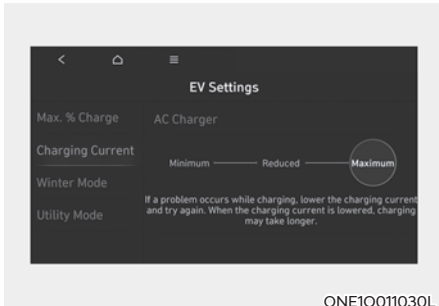 EV Settings
Max. % Charge
AC Charger
Charging Current
Minimum Reduced Maximum
Winter Mode
If a problem occurs while charging, lower the charging current
and try again. When the charging current is lowered, charging
may take longer.
Utility Mode
ONE1Q011030L